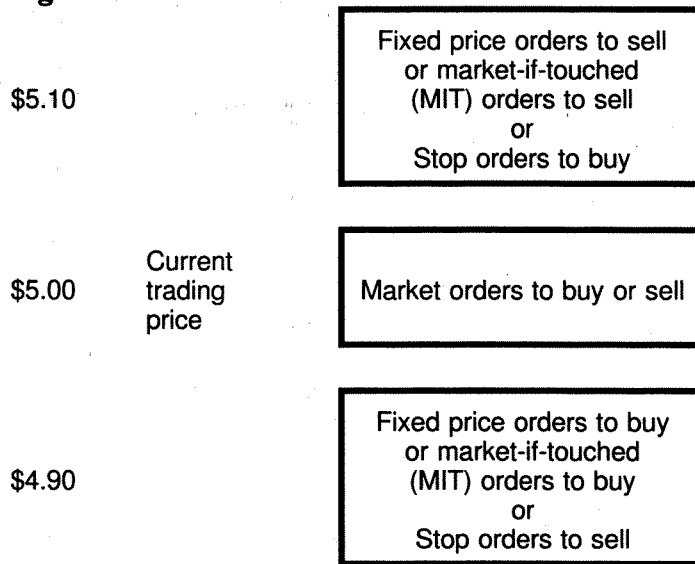 $5.10
Fixed price orders to sell
or market-if-touched
(MIT) orders to sell
or
Stop orders to buy
$5.00
Current
trading
price
Market orders to buy or sell
$4.90
Fixed price orders to buy
or market-if-touched
(MIT) orders to buy
or
Stop orders to sell